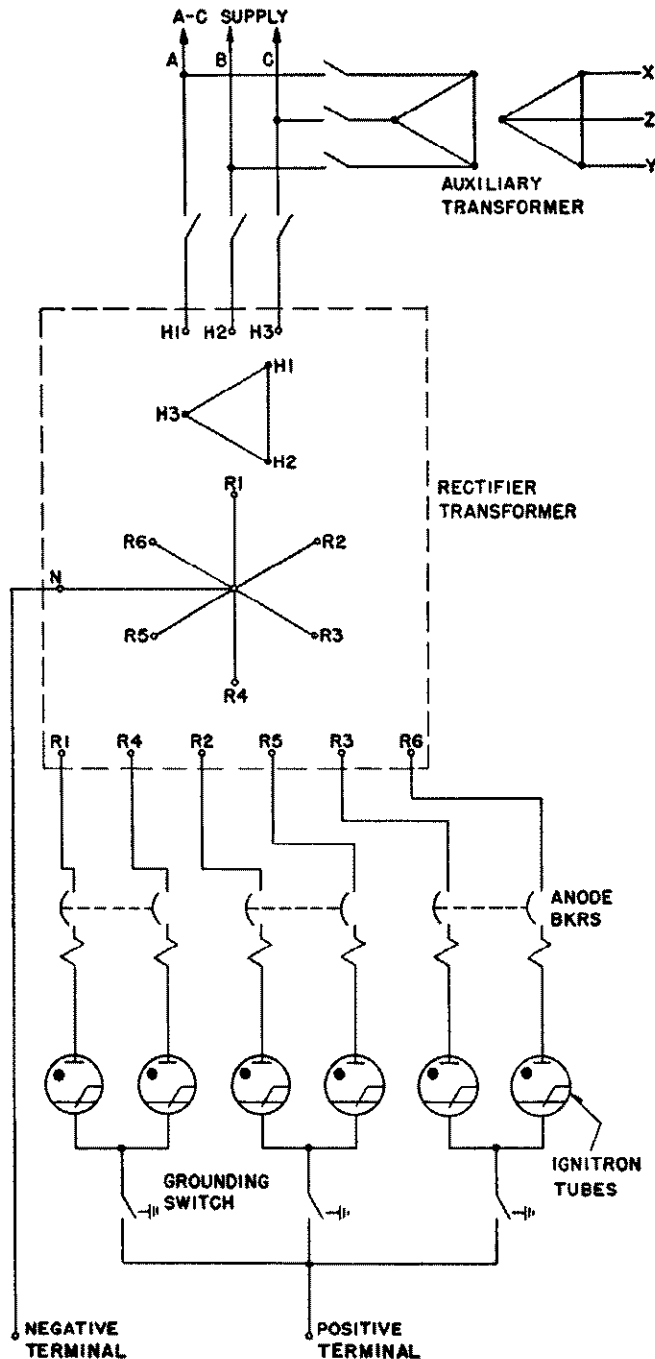 A-C SUPPLY
A B C
X
Z
Y
AUXILIARY
TRANSFORMER
H1 H2 H3
H1
H3
H2
RECTIFIER
TRANSFORMER
R1
R6 R2
N
R5 R3
R4
R1 R4 R2 R5 R3 R6
ANODE
BKRS
IGNITRON
TUBES
GROUNDING
SWITCH
NEGATIVE
TERMINAL
POSITIVE
TERMINAL